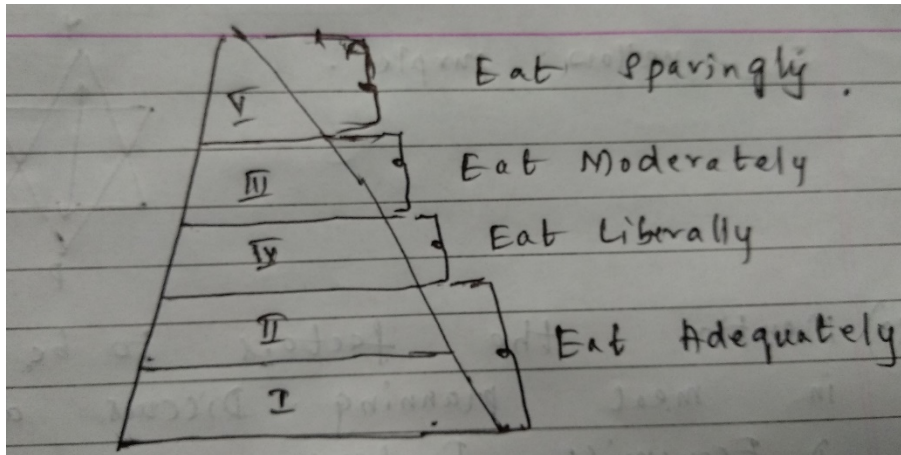 V Eat Sparingly.
III Eat Moderately
IV Eat Liberally
II
Eat Adequately
I